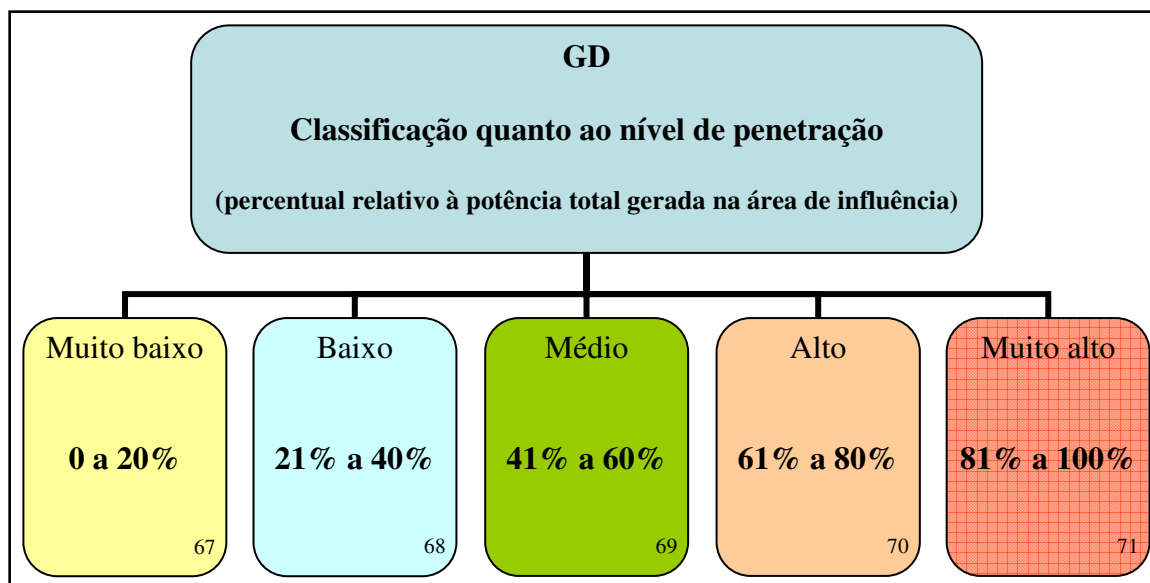 GD
Classificação quanto ao nível de penetração
(percentual relativo à potência total gerada na área de influência)
Muito baixo
0 a 20%
67
Baixo
21% a 40%
68
Médio
41% a 60%
69
Alto
61% a 80%
70
Muito alto
81% a 100%
71